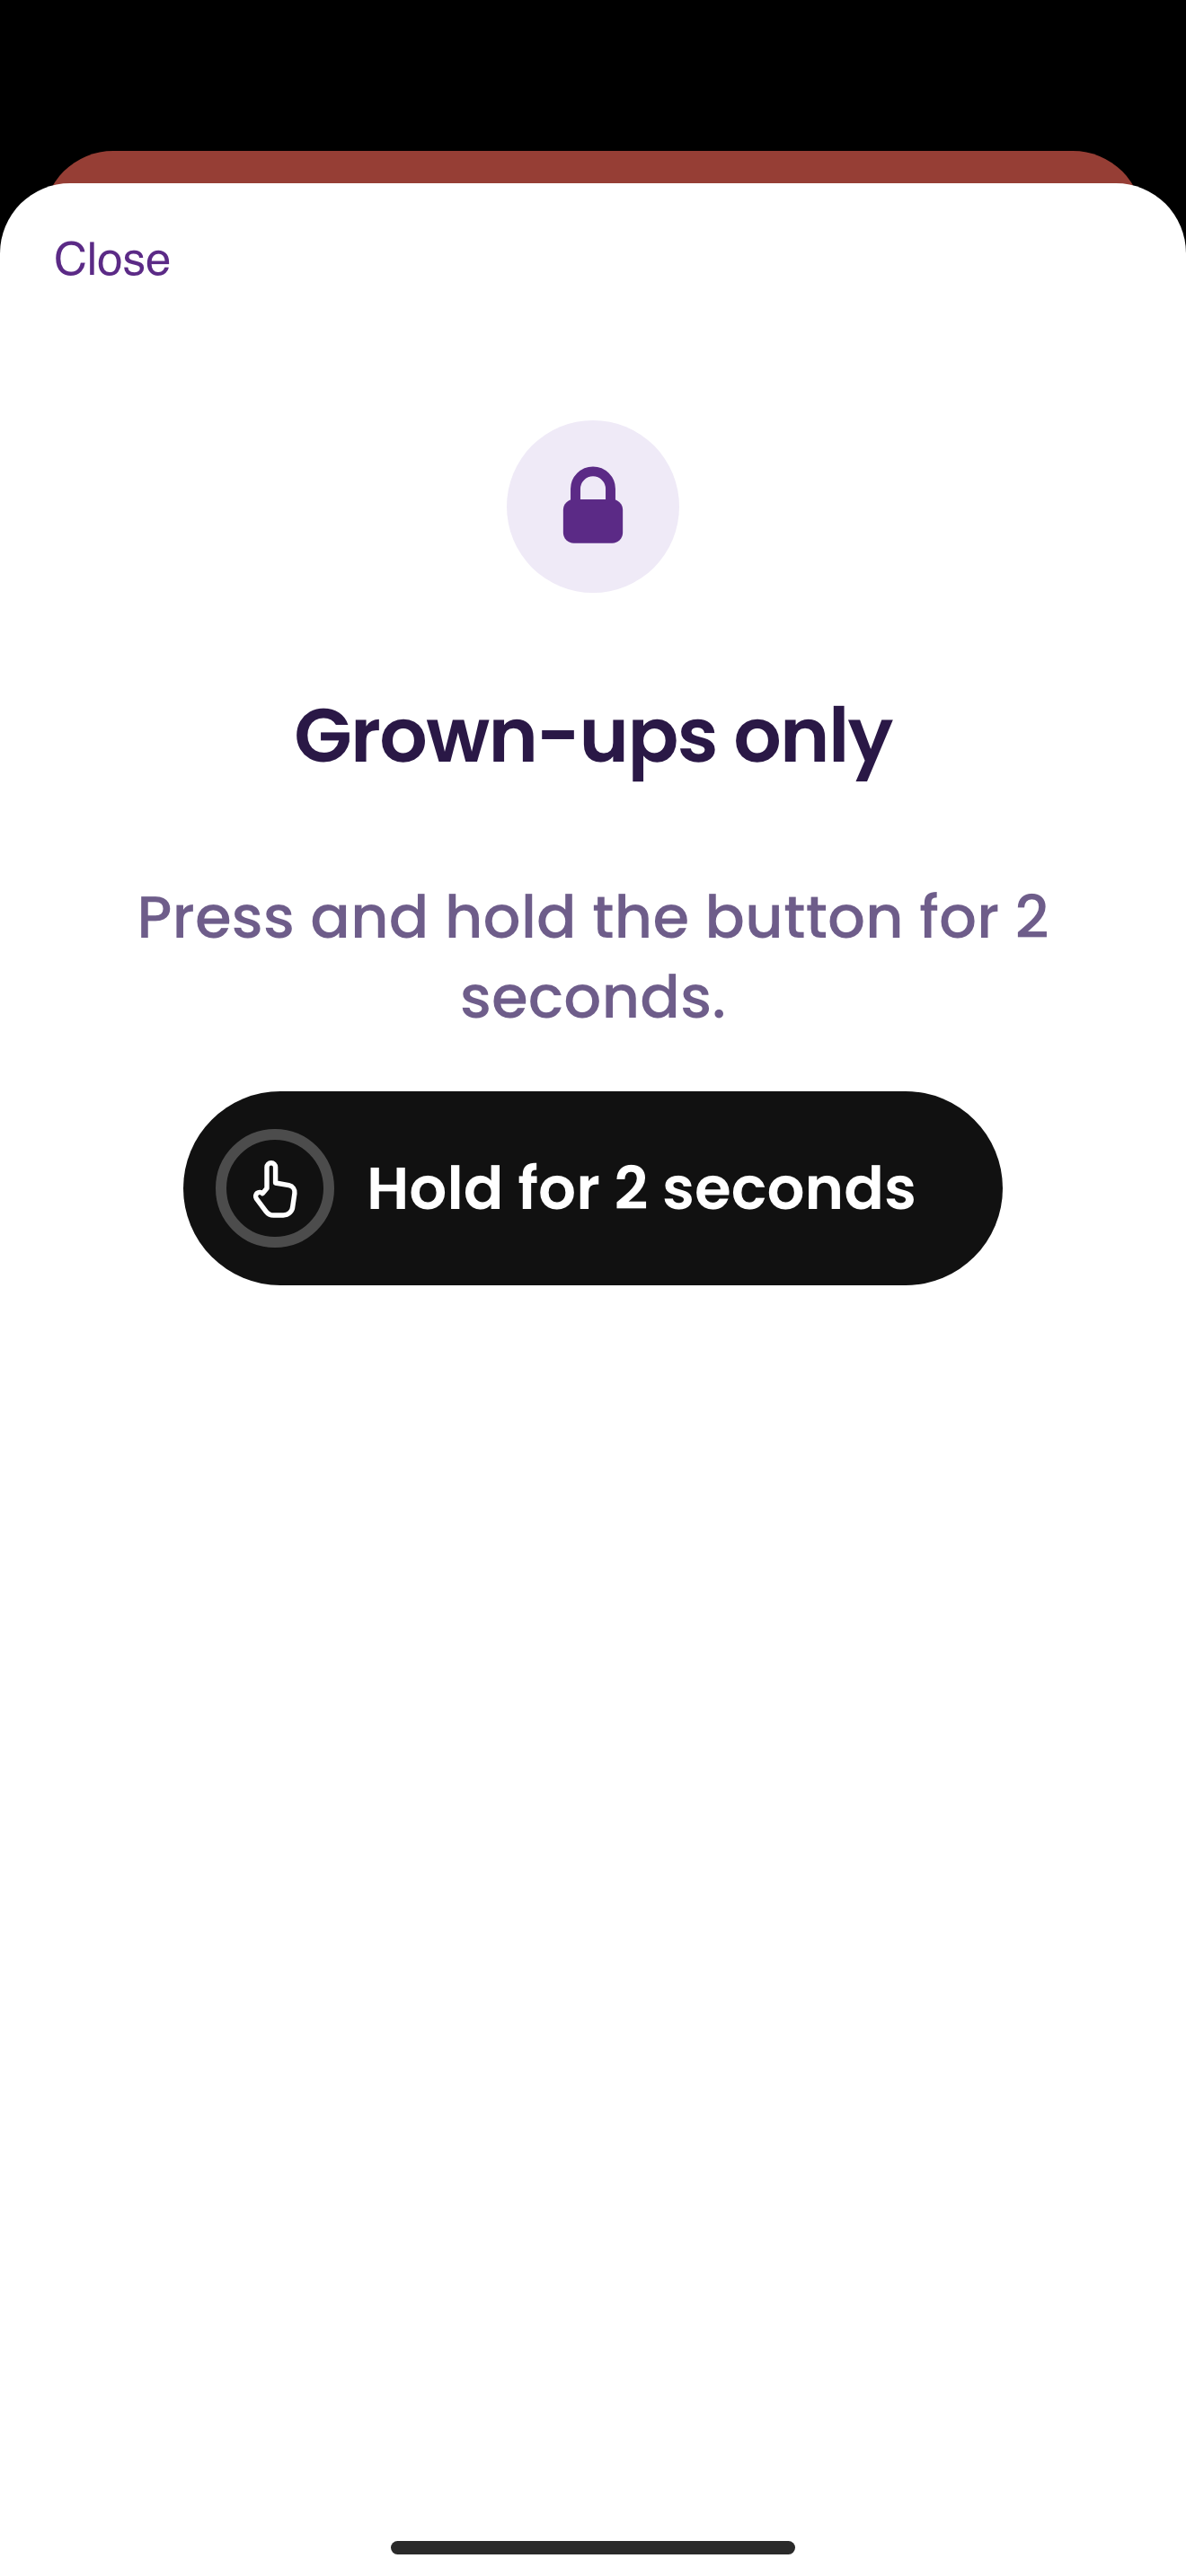 Close
Grown-ups only
Press and hold the button for 2
seconds.
Hold for 2 seconds